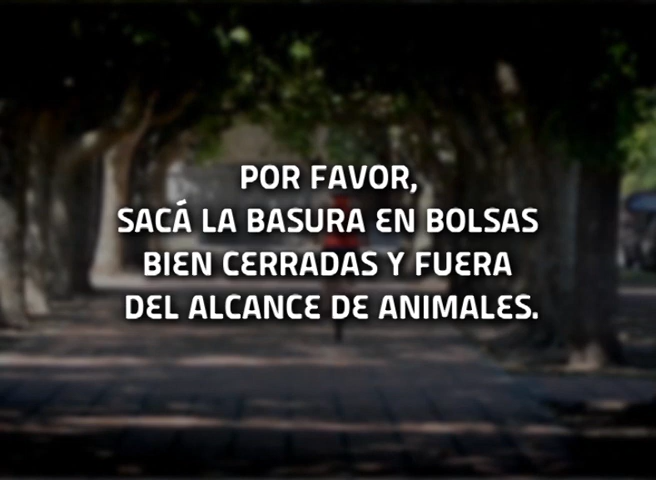 POR FAVOR,
SACÁ LA BASURA EN BOLSAS
BIEN CERRADAS Y FUERA
DEL ALCANCE DE ANIMALES.